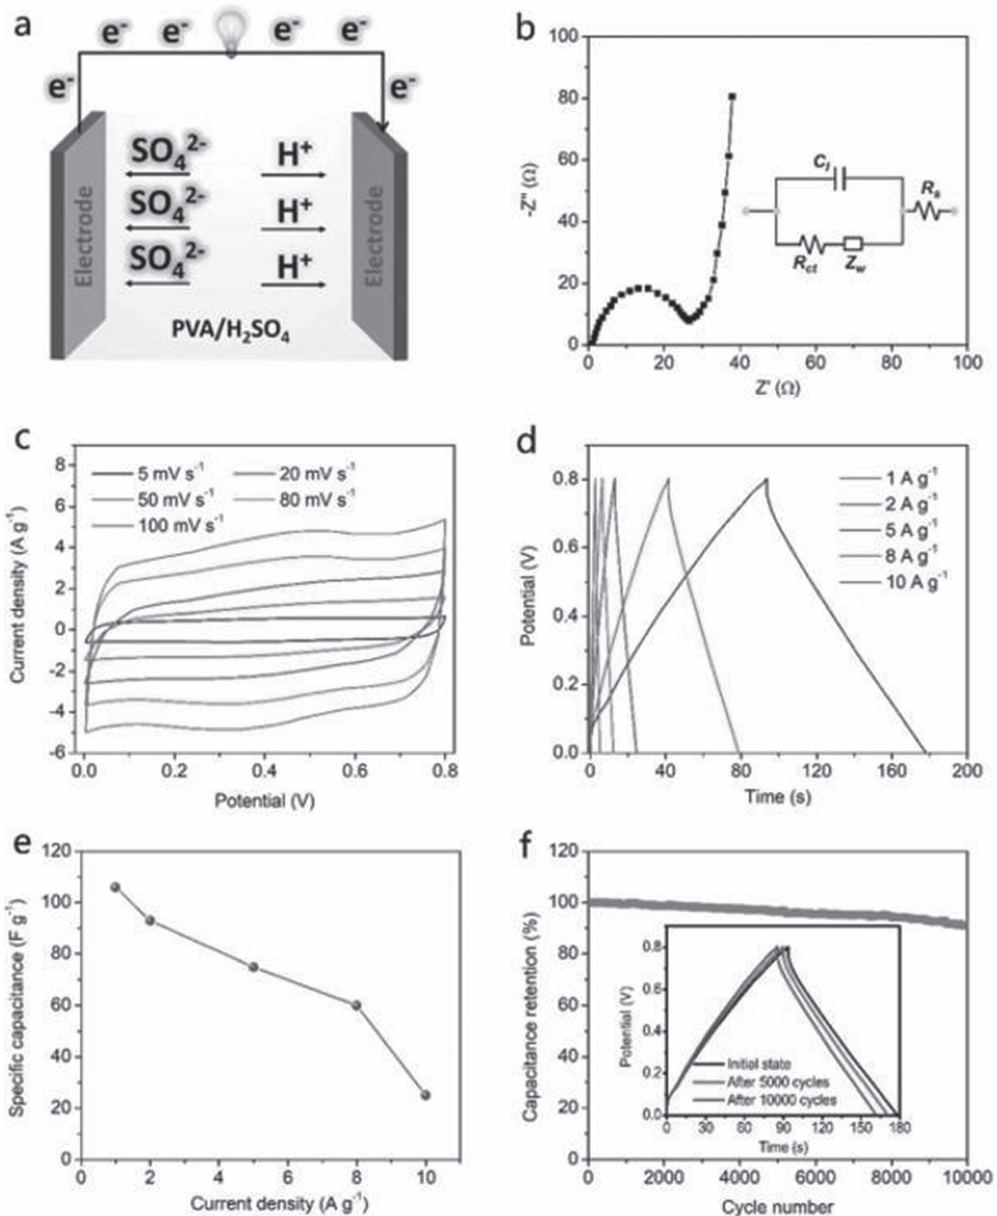 a
e⁻ e⁻ e⁻ e⁻
e⁻ e⁻
SO₄²⁻ H⁺
SO₄²⁻ H⁺
SO₄²⁻ H⁺
Electrode
Electrode
PVA/H₂SO₄
b
-Z'' (Ω)
100
80
60
40
20
0
0 20 40 60 80 100
Z' (Ω)
C_l
R_ct Z_w
R_s
c
Current density (A g⁻¹)
8
6
4
2
0
-2
-4
-6
5 mV s⁻¹ 20 mV s⁻¹
50 mV s⁻¹ 80 mV s⁻¹
100 mV s⁻¹
0.0 0.2 0.4 0.6 0.8
Potential (V)
d
Potential (V)
0.8
0.6
0.4
0.2
0.0
1 A g⁻¹
2 A g⁻¹
5 A g⁻¹
8 A g⁻¹
10 A g⁻¹
0 40 80 120 160 200
Time (s)
e
Specific capacitance (F g⁻¹)
120
100
80
60
40
20
0
0 2 4 6 8 10
Current density (A g⁻¹)
f
Capacitance retention (%)
120
100
80
60
40
20
0
Potential (V)
0.8
0.6
0.4
0.2
0.0
Initial state
After 5000 cycles
After 10000 cycles
0 30 60 90 120 150 180
Time (s)
0 2000 4000 6000 8000 10000
Cycle number